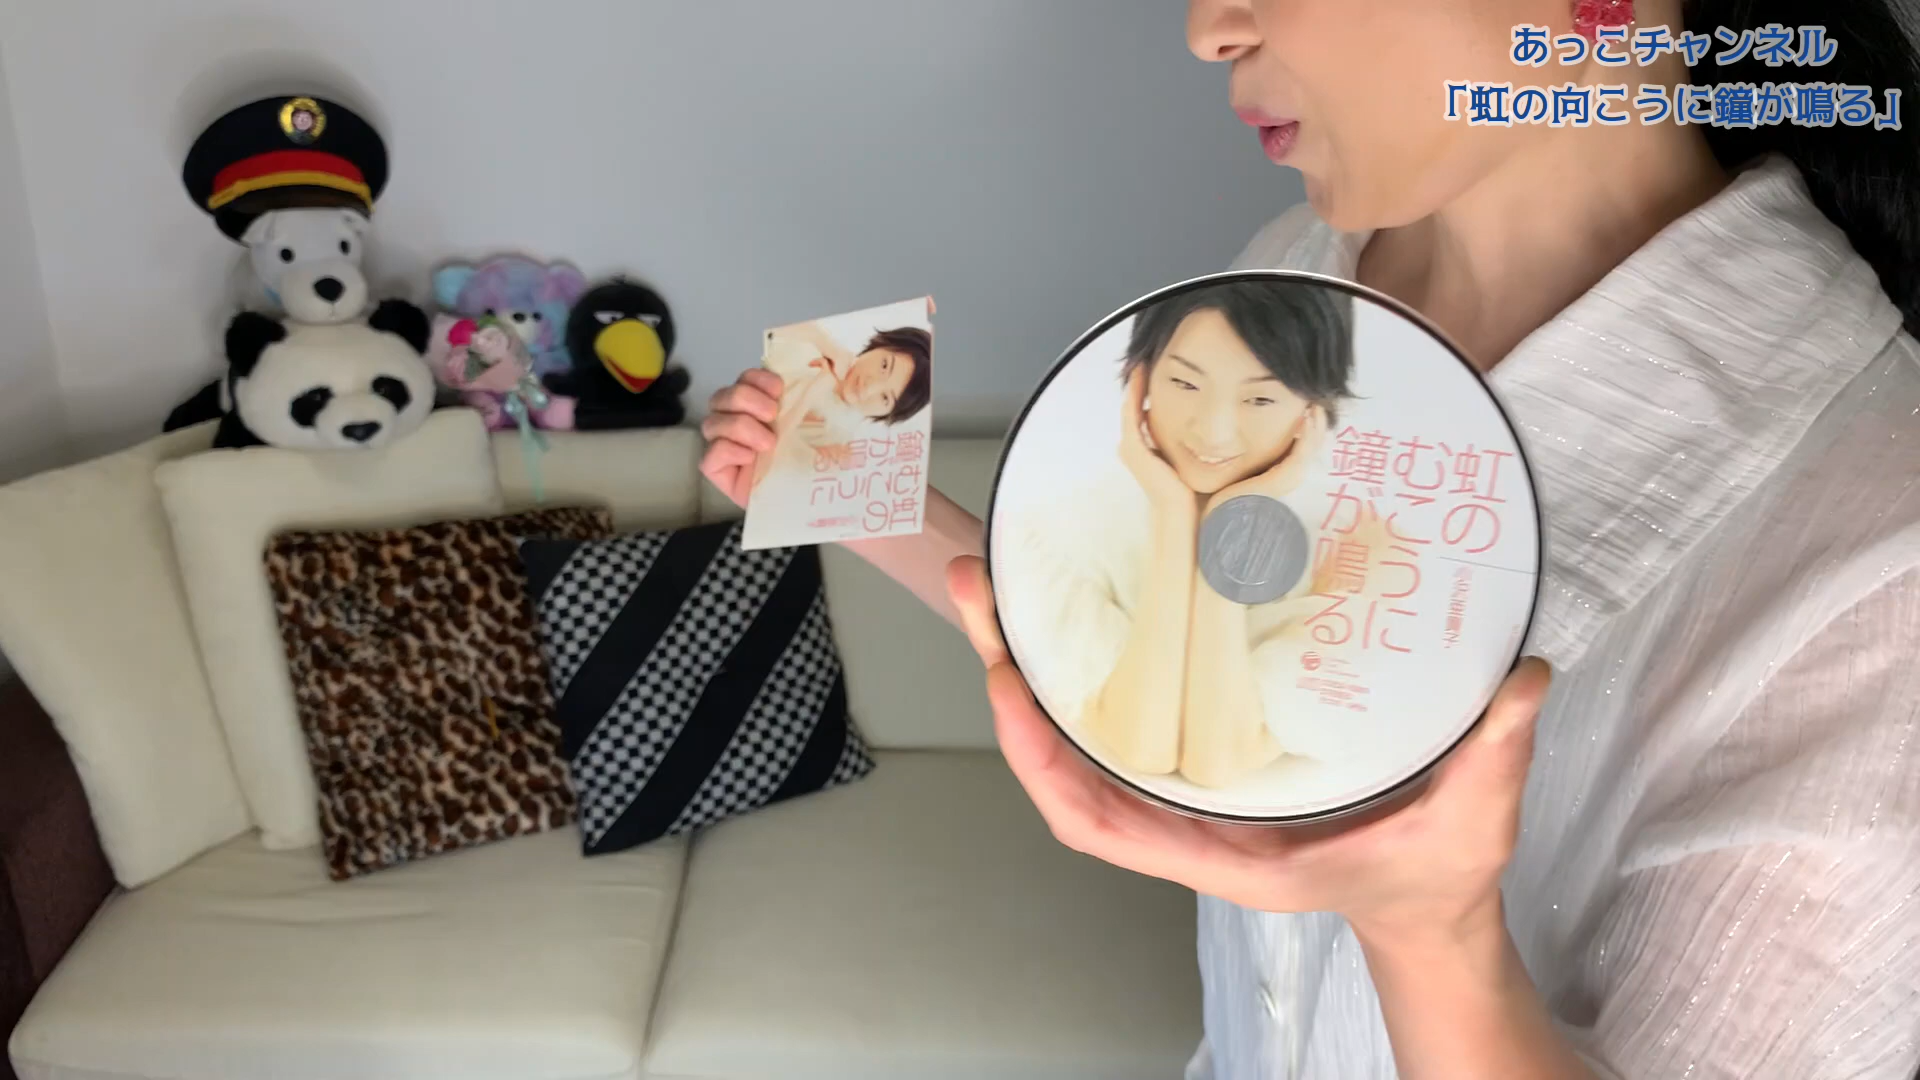 あっこチャンネル
「虹の向こうに鐘が鳴る」
虹の
むこうに
鐘が鳴る
虹の
むこうに
鐘が鳴る